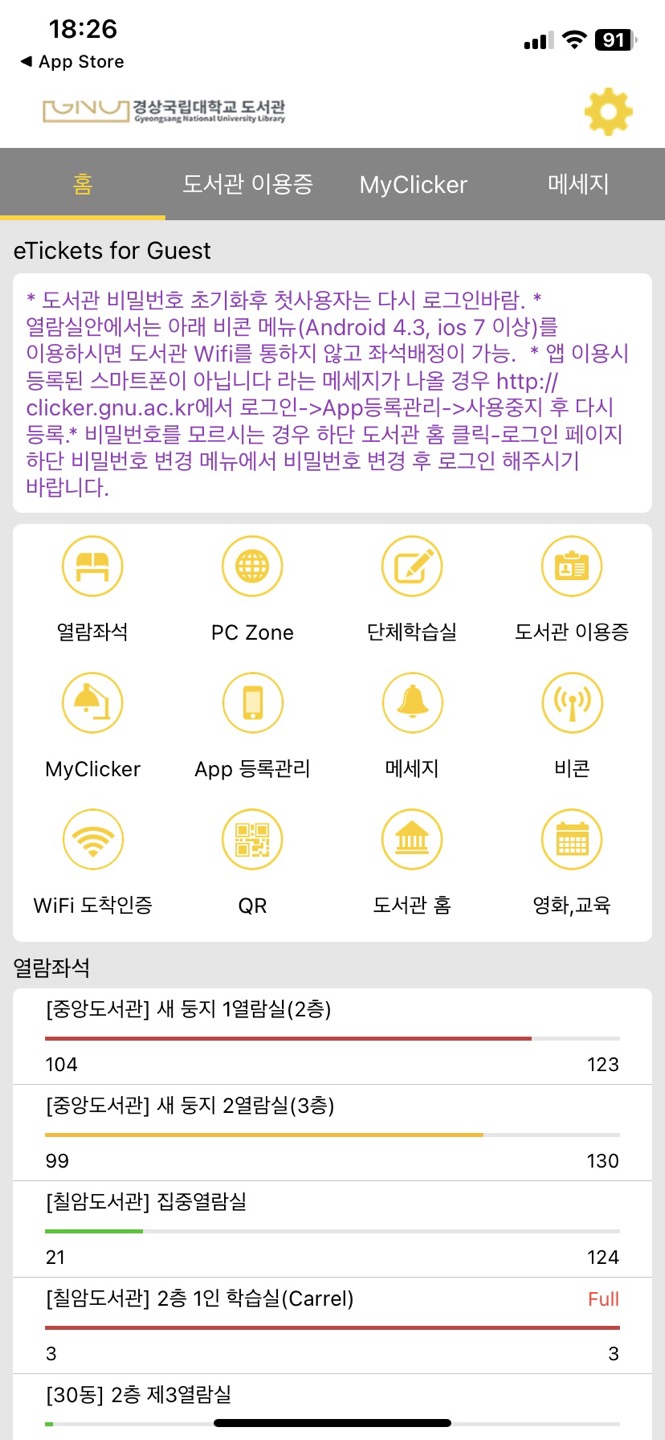 18:26
91
◀ App Store
GNU 경상국립대학교 도서관
Gyeongsang National University Library
홈
도서관 이용증
MyClicker
메세지
eTickets for Guest
* 도서관 비밀번호 초기화후 첫사용자는 다시 로그인바람. *
열람실안에서는 아래 비콘 메뉴(Android 4.3, ios 7 이상)를
이용하시면 도서관 Wifi를 통하지 않고 좌석배정이 가능.  * 앱 이용시
등록된 스마트폰이 아닙니다 라는 메세지가 나올 경우 http://
clicker.gnu.ac.kr에서 로그인->App등록관리->사용중지 후 다시
등록.* 비밀번호를 모르시는 경우 하단 도서관 홈 클릭-로그인 페이지
하단 비밀번호 변경 메뉴에서 비밀번호 변경 후 로그인 해주시기
바랍니다.
열람좌석
PC Zone
단체학습실
도서관 이용증
MyClicker
App 등록관리
메세지
비콘
WiFi 도착인증
QR
도서관 홈
영화,교육
열람좌석
[중앙도서관] 새 둥지 1열람실(2층)
104
123
[중앙도서관] 새 둥지 2열람실(3층)
99
130
[칠암도서관] 집중열람실
21
124
[칠암도서관] 2층 1인 학습실(Carrel)
Full
3
3
[30동] 2층 제3열람실